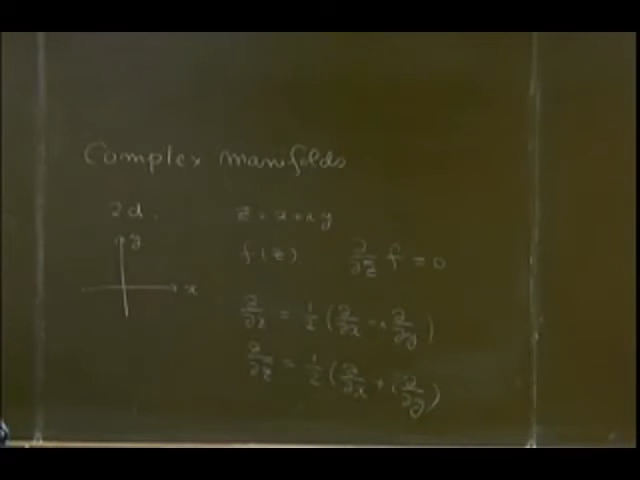 Complex manifolds
2d. z = x + iy
y
f(z) ∂/∂z̄ f = 0
x
∂/∂z = 1/2 (∂/∂x - i ∂/∂y)
∂/∂z̄ = 1/2 (∂/∂x + i ∂/∂y)